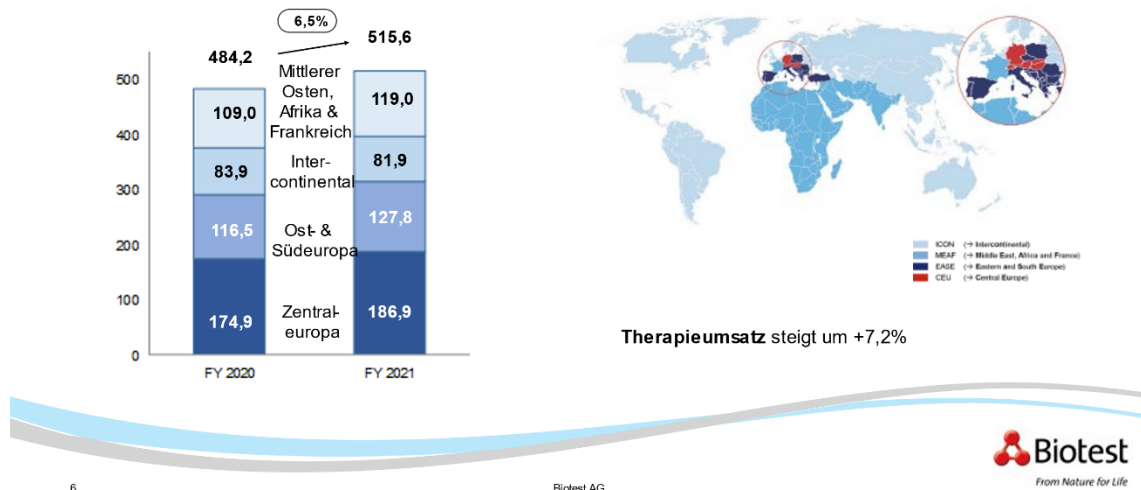 6,5%
484,2
515,6
500
400
300
200
100
0
109,0
83,9
116,5
174,9
Mittlerer
Osten,
Afrika &
Frankreich
Inter-
continental
Ost- &
Südeuropa
Zentral-
europa
119,0
81,9
127,8
186,9
FY 2020
FY 2021
ICON (→ Intercontinental)
MEAF (→ Middle East, Africa and France)
EASE (→ Eastern and South Europe)
CEU (→ Central Europe)
Therapieumsatz steigt um +7,2%
Biotest
From Nature for Life
6
Biotest AG